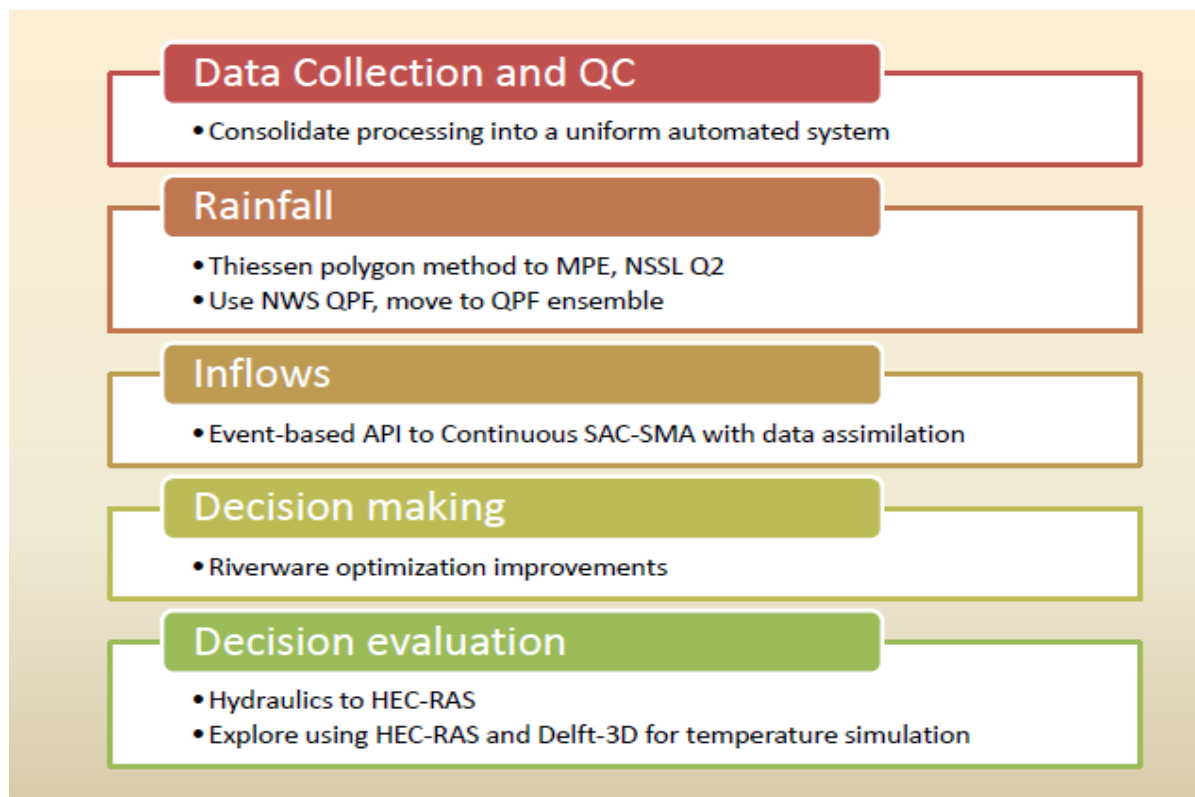 Data Collection and QC
• Consolidate processing into a uniform automated system
Rainfall
• Thiessen polygon method to MPE, NSSL Q2
• Use NWS QPF, move to QPF ensemble
Inflows
• Event-based API to Continuous SAC-SMA with data assimilation
Decision making
• Riverware optimization improvements
Decision evaluation
• Hydraulics to HEC-RAS
• Explore using HEC-RAS and Delft-3D for temperature simulation